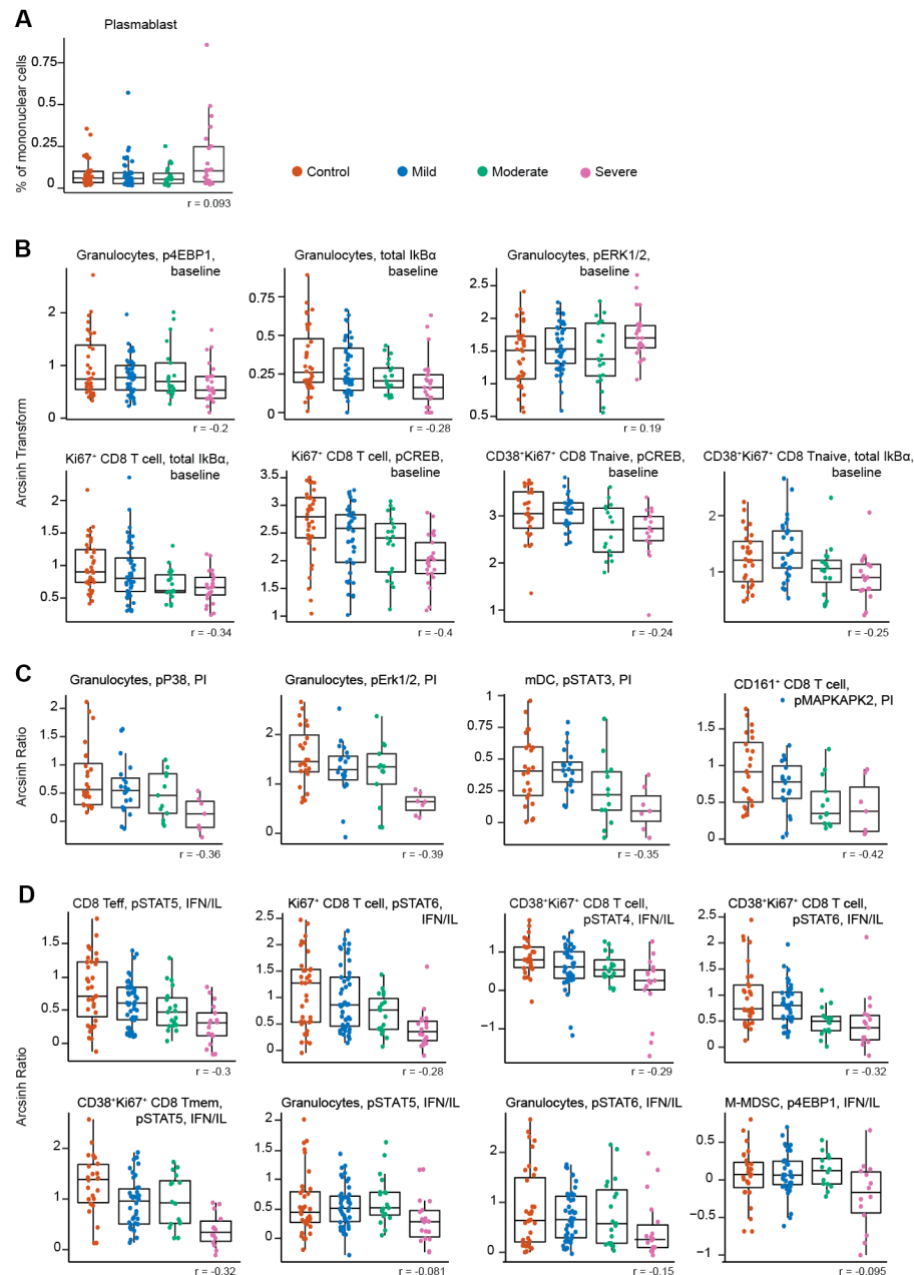 A
Plasmablast
% of mononuclear cells
0.75
0.5
0.25
0
r = 0.093
Control
Mild
Moderate
Severe
B
Arcsinh Transform
Granulocytes, p4EBP1,
baseline
2
1
0
r = -0.2
Granulocytes, total IkBα
baseline
0.75
0.5
0.25
0
r = -0.28
Granulocytes, pERK1/2,
baseline
2.5
2
1.5
1
0.5
r = 0.19
Ki67⁺ CD8 T cell, total IkBα,
baseline
2
1.5
1
0.5
r = -0.34
Ki67⁺ CD8 T cell, pCREB,
baseline
3.5
3
2.5
2
1.5
1
r = -0.4
CD38⁺Ki67⁺ CD8 Tnaive, pCREB,
baseline
3
2
1
r = -0.24
CD38⁺Ki67⁺ CD8 Tnaive, total IkBα,
baseline
2
1
r = -0.25
C
Arcsinh Ratio
Granulocytes, pP38, PI
2
1.5
1
0.5
0
r = -0.36
Granulocytes, pErk1/2, PI
2
1
0
r = -0.39
mDC, pSTAT3, PI
1
0.75
0.5
0.25
0
r = -0.35
CD161⁺ CD8 T cell,
pMAPKAPK2, PI
1.5
1
0.5
0
r = -0.42
D
Arcsinh Ratio
CD8 Teff, pSTAT5, IFN/IL
1.5
1
0.5
0
r = -0.3
Ki67⁺ CD8 T cell, pSTAT6,
IFN/IL
2.5
2
1.5
1
0.5
0
r = -0.28
CD38⁺Ki67⁺ CD8 T cell,
pSTAT4, IFN/IL
2
1
0
−1
r = -0.29
CD38⁺Ki67⁺ CD8 T cell,
pSTAT6, IFN/IL
2.5
2
1.5
1
0.5
0
r = -0.32
CD38⁺Ki67⁺ CD8 Tmem,
pSTAT5, IFN/IL
2
1
0
r = -0.32
Granulocytes, pSTAT5, IFN/IL
2
1.5
1
0.5
0
r = -0.081
Granulocytes, pSTAT6, IFN/IL
2
1
0
r = -0.15
M-MDSC, p4EBP1, IFN/IL
0.5
0
−0.5
−1
r = -0.095